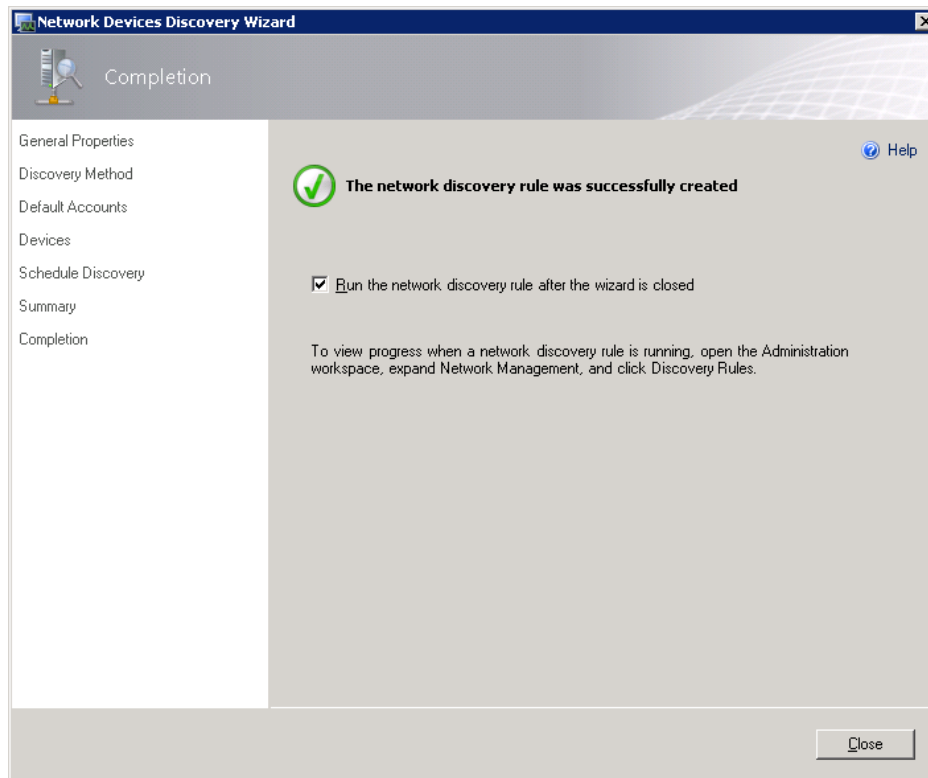 Network Devices Discovery Wizard
Completion
General Properties
Discovery Method
Default Accounts
Devices
Schedule Discovery
Summary
Completion
Help
The network discovery rule was successfully created
Run the network discovery rule after the wizard is closed
To view progress when a network discovery rule is running, open the Administration
workspace, expand Network Management, and click Discovery Rules.
Close